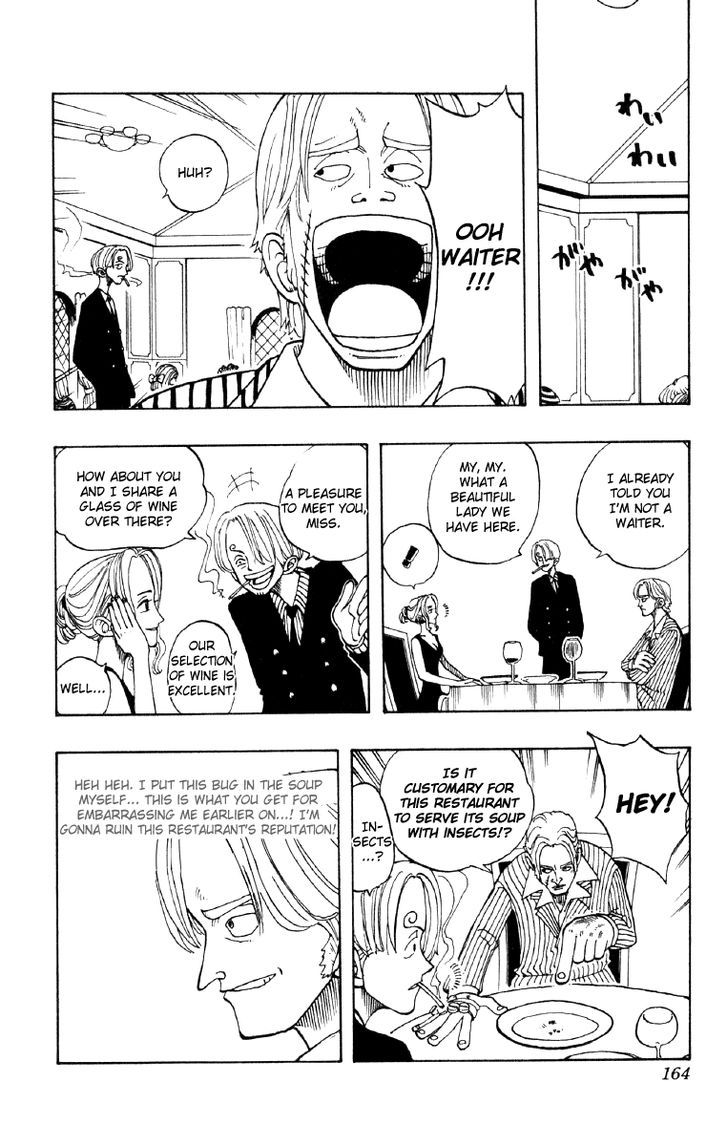 わい
わい
がや
がや
OOH
WAITER
!!!
HUH?
I ALREADY
TOLD YOU
I'M NOT A
WAITER.
MY, MY.
WHAT A
BEAUTIFUL
LADY WE
HAVE HERE.
!
A PLEASURE
TO MEET YOU,
MISS.
HOW ABOUT YOU
AND I SHARE A
GLASS OF WINE
OVER THERE?
OUR
SELECTION
OF WINE IS
EXCELLENT!
WELL...
HEY!
IS IT
CUSTOMARY FOR
THIS RESTAURANT
TO SERVE ITS SOUP
WITH INSECTS!?
IN-
SECTS
...?
HEH HEH. I PUT THIS BUG IN THE SOUP
MYSELF... THIS IS WHAT YOU GET FOR
EMBARRASSING ME EARLIER ON...! I'M
GONNA RUIN THIS RESTAURANT'S REPUTATION!
164